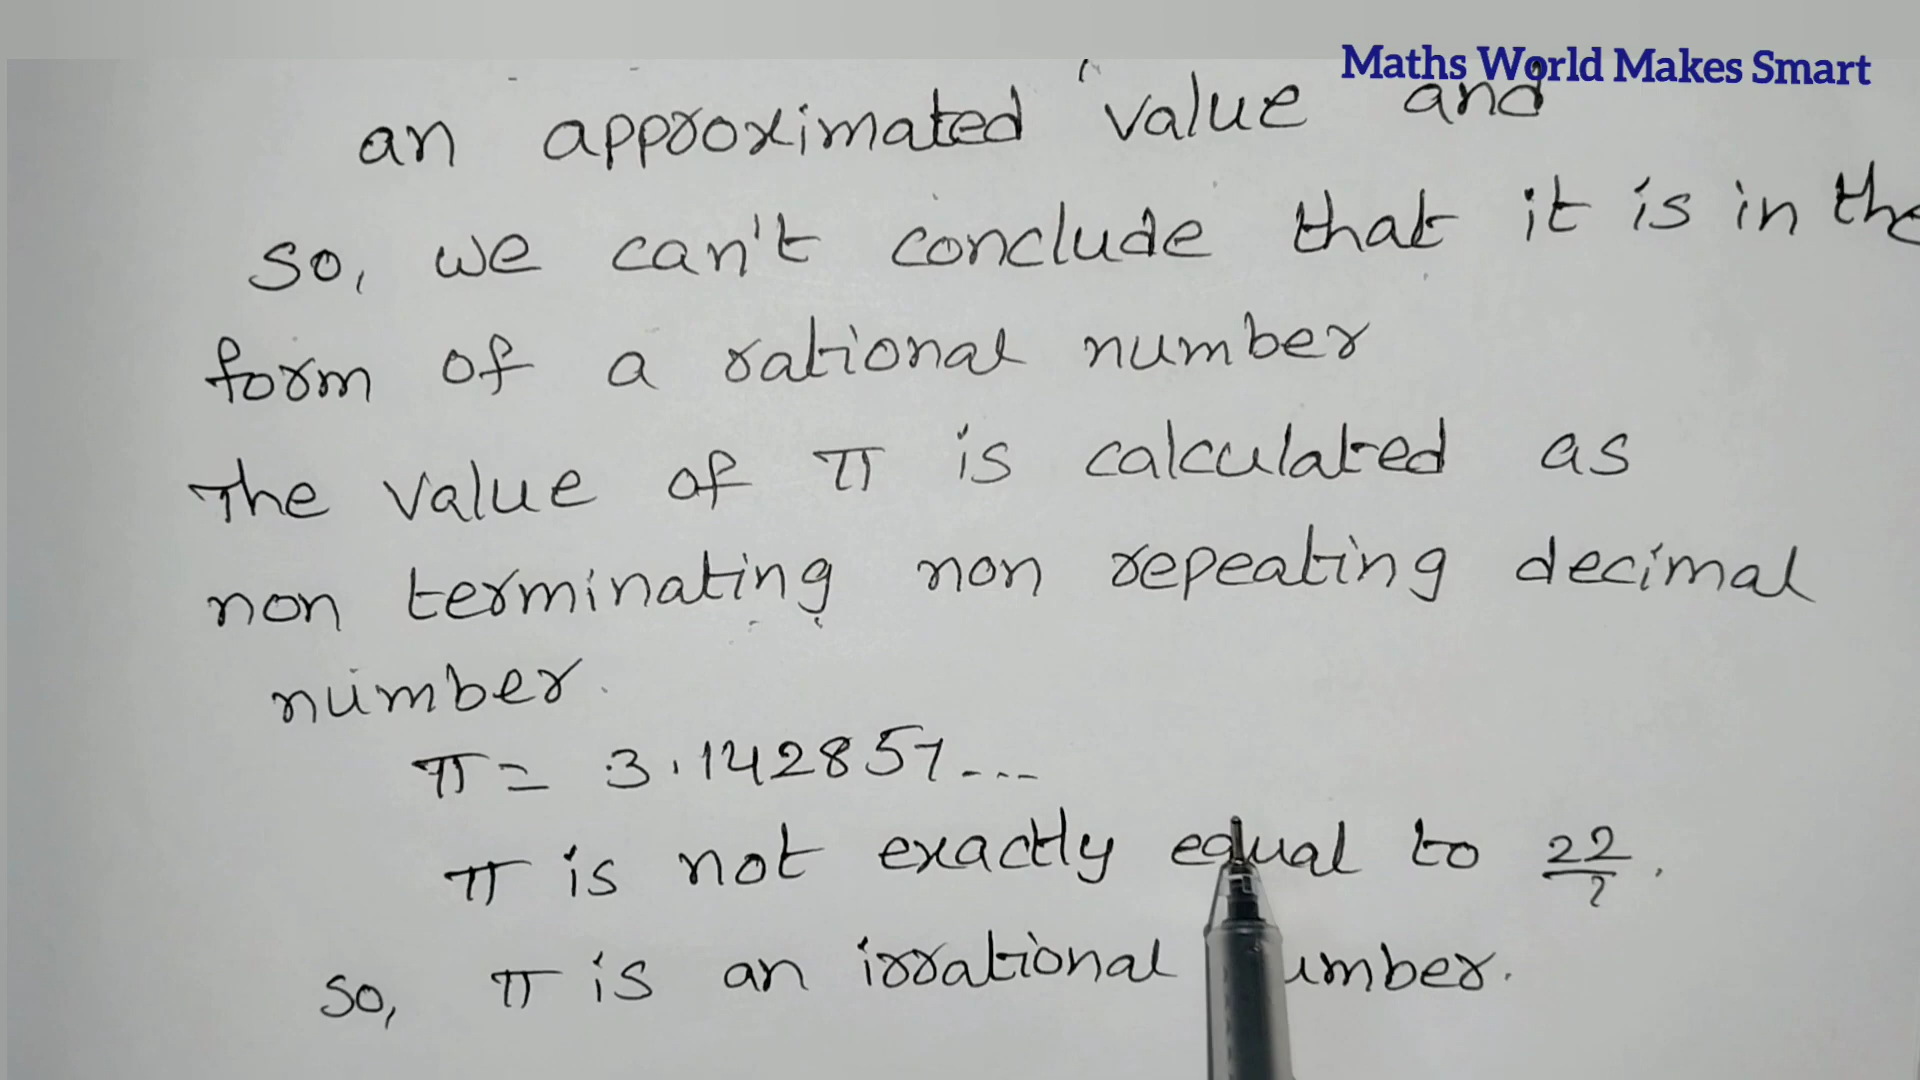 Maths World Makes Smart
an approximated value and
so, we can't conclude that it is in the
form of a rational number
The value of π is calculated as
non terminating non repeating decimal
number.
π = 3.142857...
π is not exactly equal to 22/7.
so, π is an irrational number.